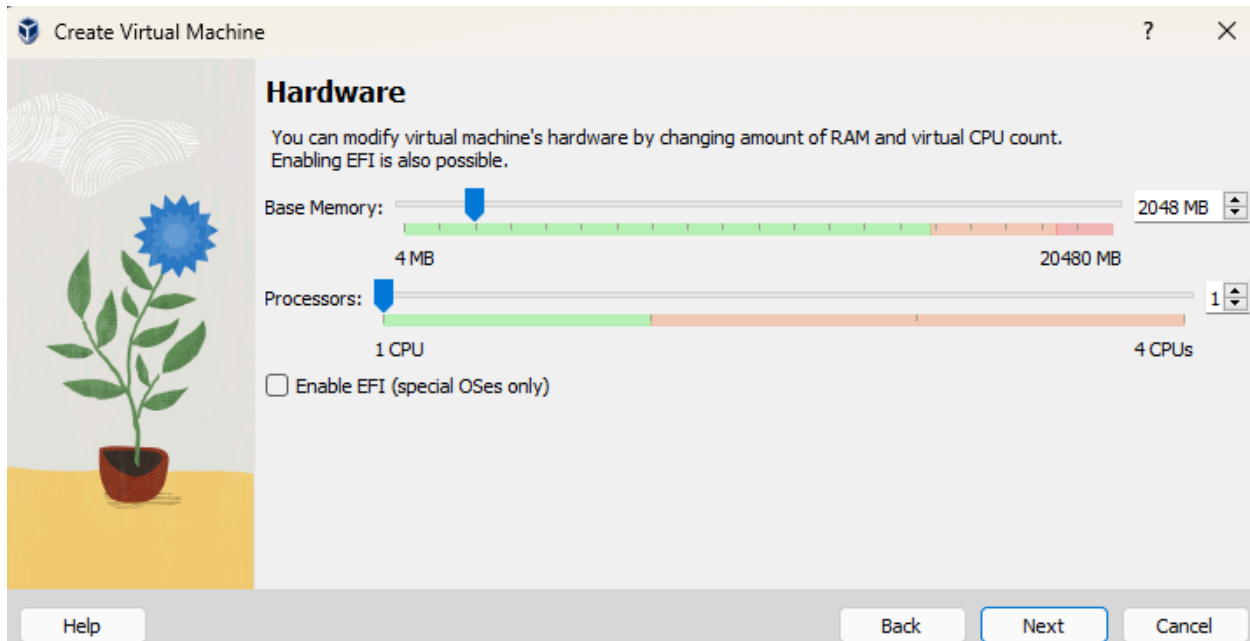 Create Virtual Machine
?
Hardware
You can modify virtual machine's hardware by changing amount of RAM and virtual CPU count.
Enabling EFI is also possible.
Base Memory: 2048 MB
4 MB 20480 MB
Processors: 1
1 CPU 4 CPUs
Enable EFI (special OSes only)
Help Back Next Cancel